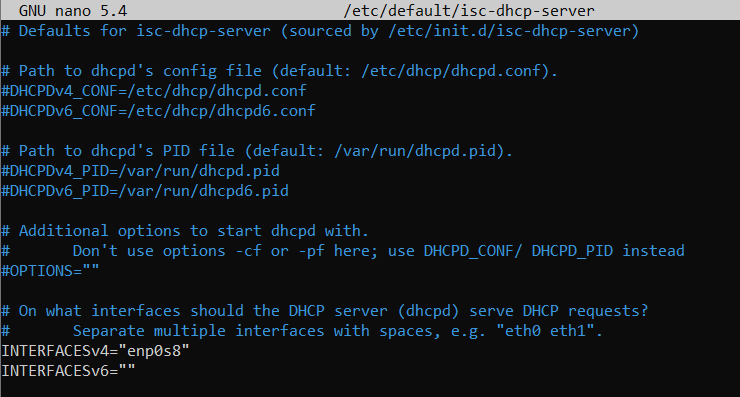 GNU nano 5.4 /etc/default/isc-dhcp-server
# Defaults for isc-dhcp-server (sourced by /etc/init.d/isc-dhcp-server)
# Path to dhcpd's config file (default: /etc/dhcp/dhcpd.conf).
#DHCPDv4_CONF=/etc/dhcp/dhcpd.conf
#DHCPDv6_CONF=/etc/dhcp/dhcpd6.conf
# Path to dhcpd's PID file (default: /var/run/dhcpd.pid).
#DHCPDv4_PID=/var/run/dhcpd.pid
#DHCPDv6_PID=/var/run/dhcpd6.pid
# Additional options to start dhcpd with.
#       Don't use options -cf or -pf here; use DHCPD_CONF/ DHCPD_PID instead
#OPTIONS=""
# On what interfaces should the DHCP server (dhcpd) serve DHCP requests?
#       Separate multiple interfaces with spaces, e.g. "eth0 eth1".
INTERFACESv4="enp0s8"
INTERFACESv6=""